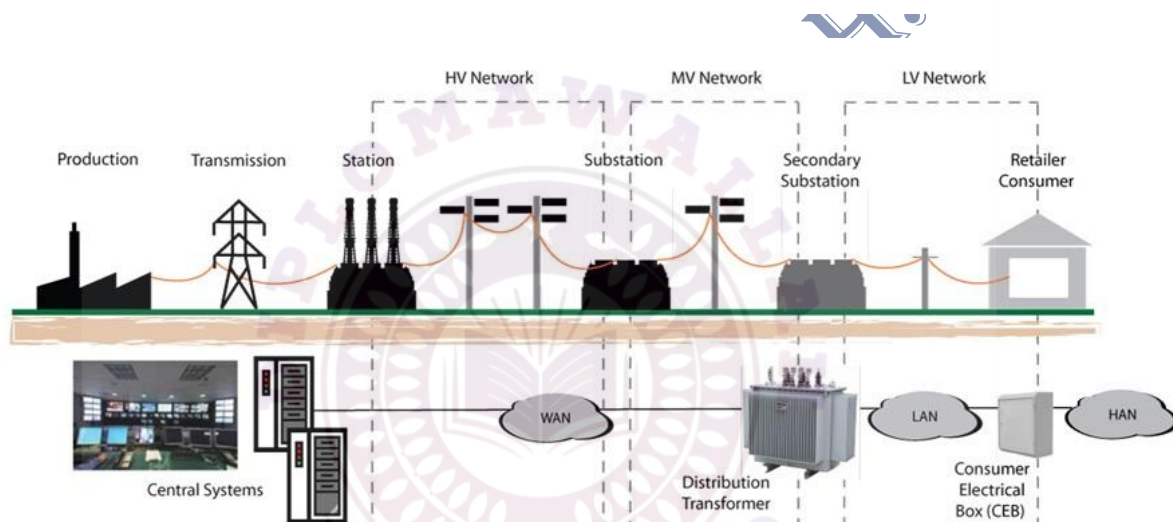 HV Network
MV Network
LV Network
Production
Transmission
Station
Substation
Secondary
Substation
Retailer
Consumer
WAN
LAN
HAN
Central Systems
Distribution
Transformer
Consumer
Electrical
Box (CEB)